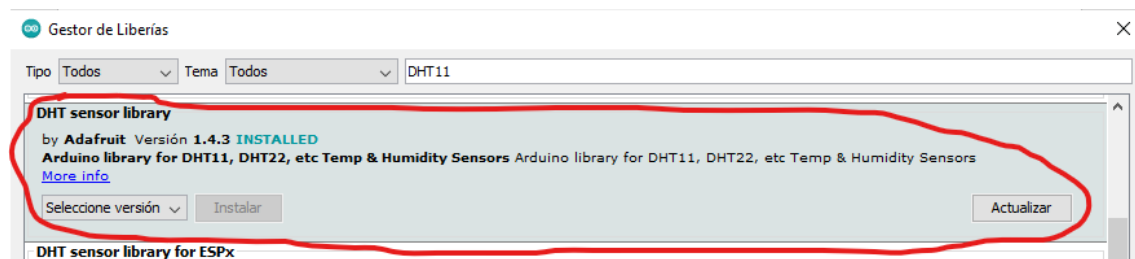 Gestor de Liberías
Tipo Todos Tema Todos DHT11
DHT sensor library
by Adafruit Versión 1.4.3 INSTALLED
Arduino library for DHT11, DHT22, etc Temp & Humidity Sensors Arduino library for DHT11, DHT22, etc Temp & Humidity Sensors
More info
Seleccione versión Instalar Actualizar
DHT sensor library for ESPx